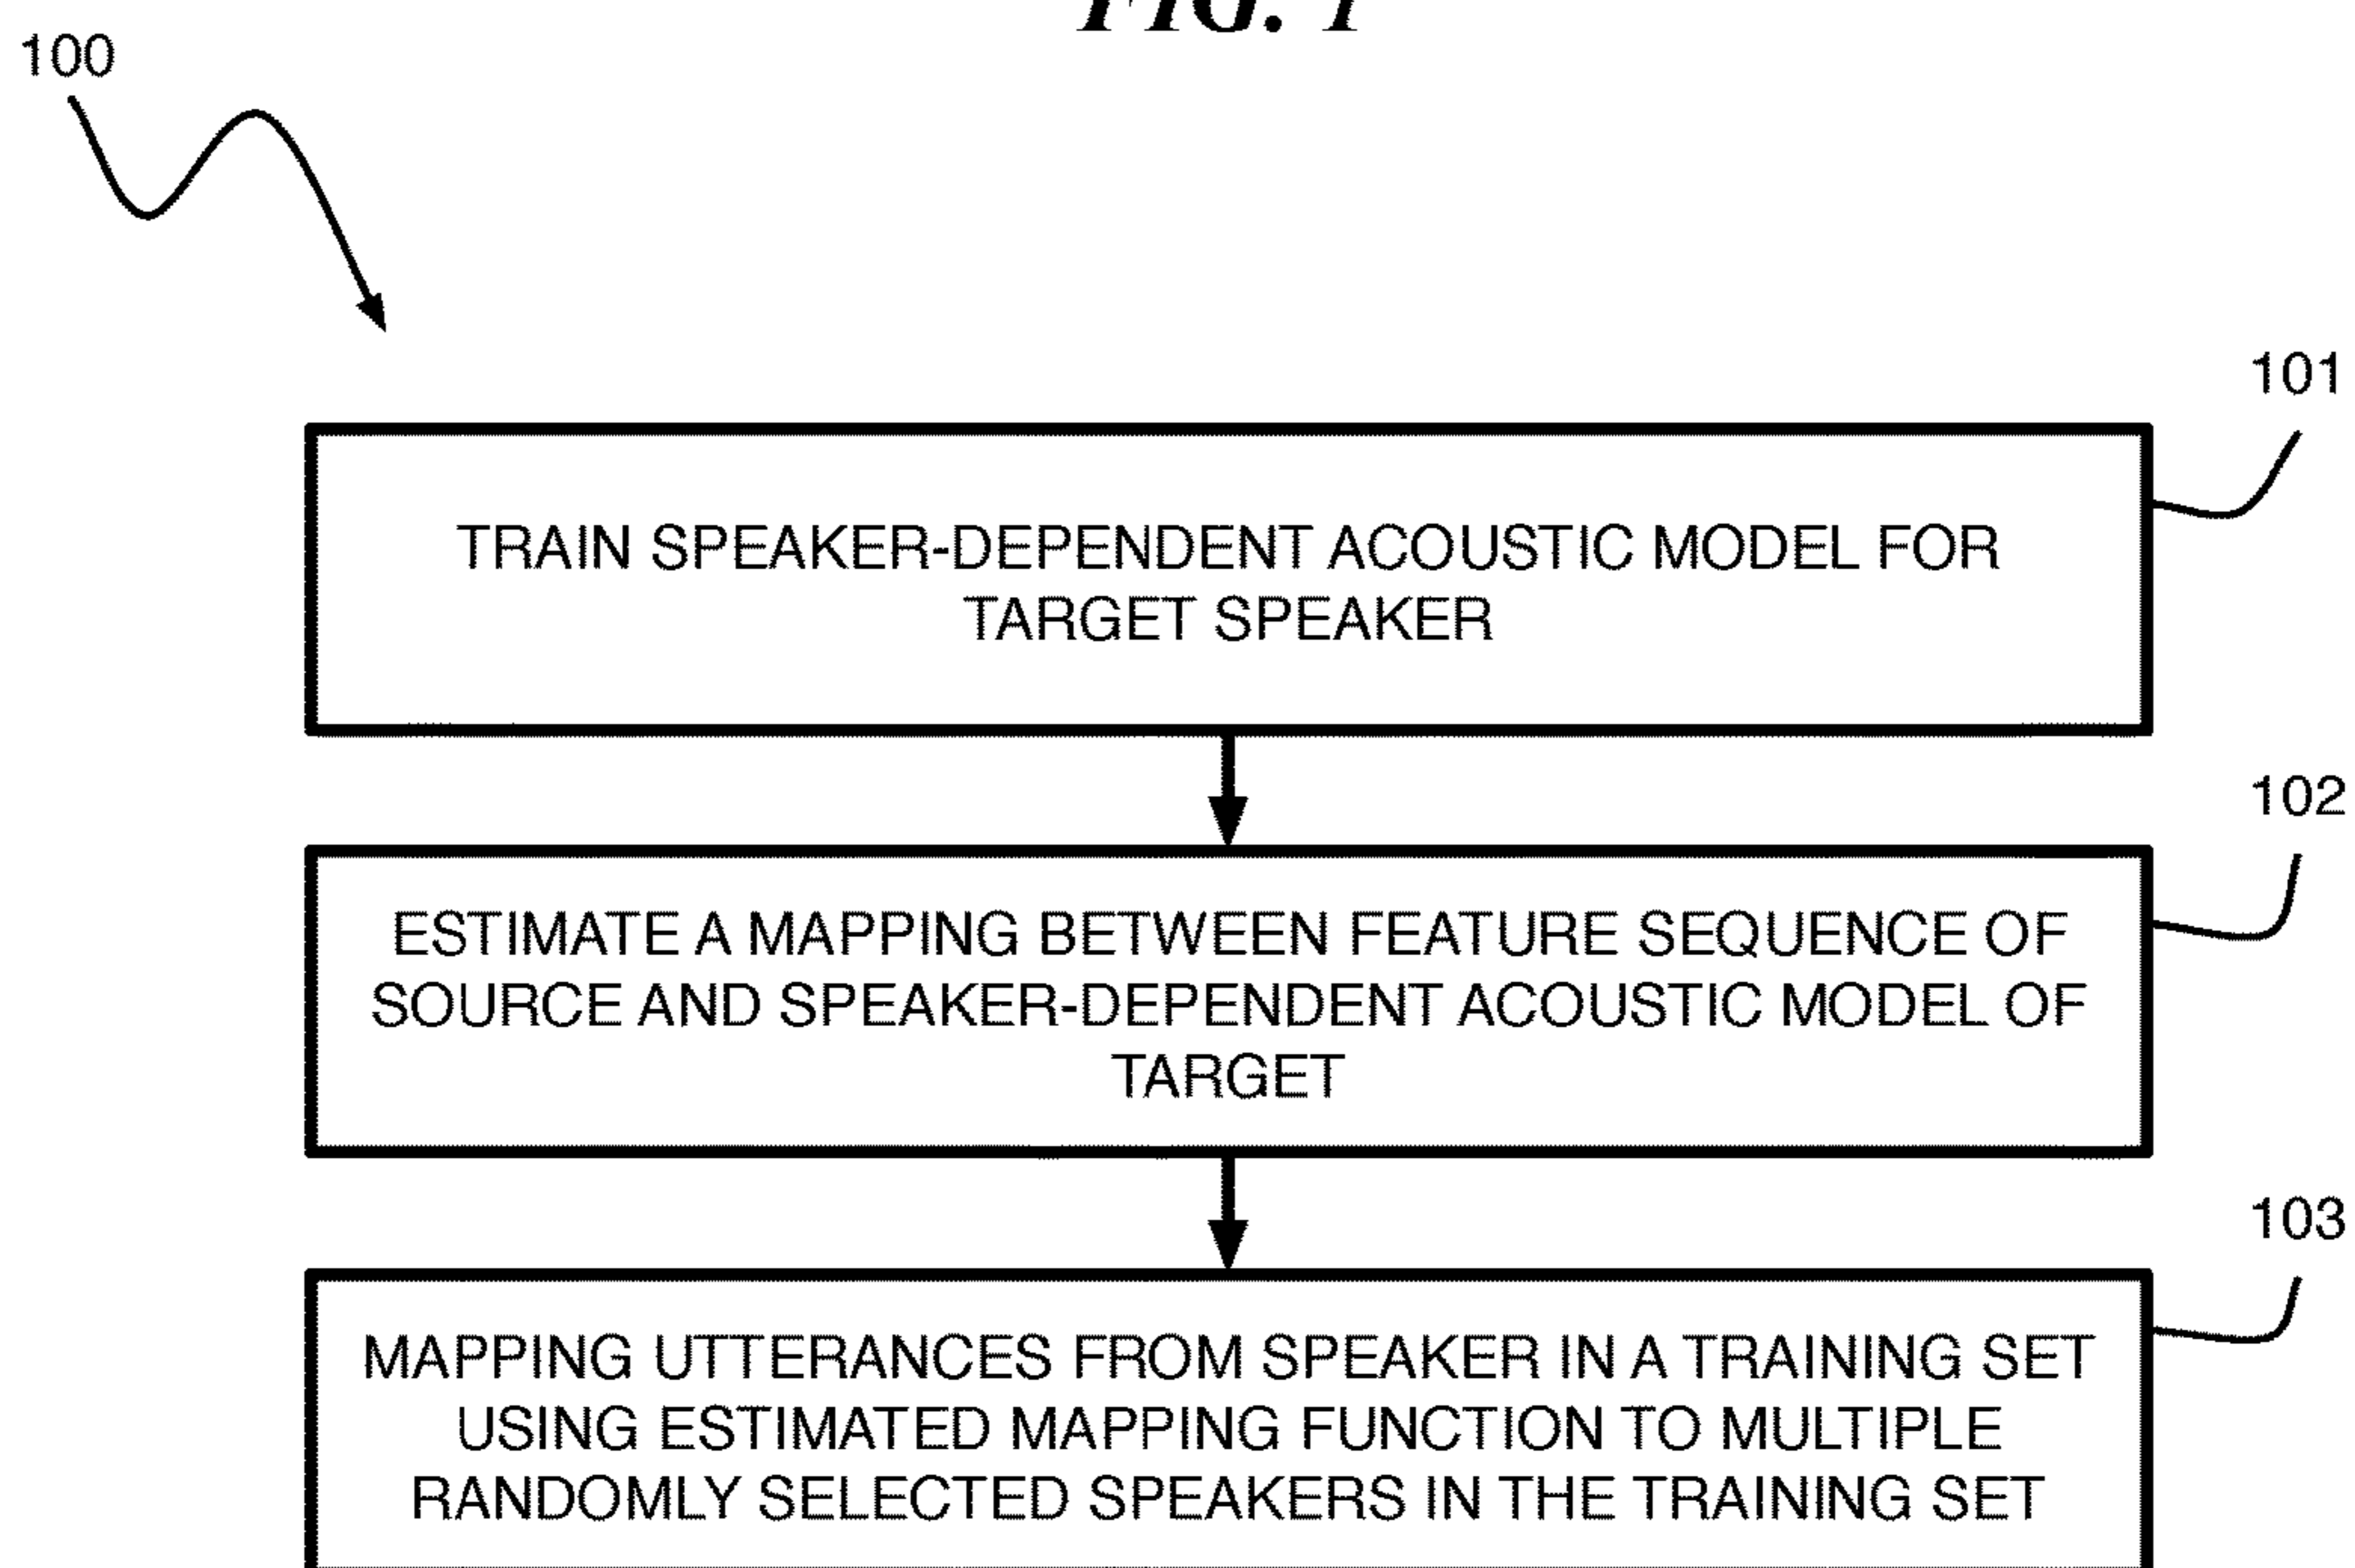 FIG. 1
100
101
TRAIN SPEAKER-DEPENDENT ACOUSTIC MODEL FOR
TARGET SPEAKER
102
ESTIMATE A MAPPING BETWEEN FEATURE SEQUENCE OF
SOURCE AND SPEAKER-DEPENDENT ACOUSTIC MODEL OF
TARGET
103
MAPPING UTTERANCES FROM SPEAKER IN A TRAINING SET
USING ESTIMATED MAPPING FUNCTION TO MULTIPLE
RANDOMLY SELECTED SPEAKERS IN THE TRAINING SET